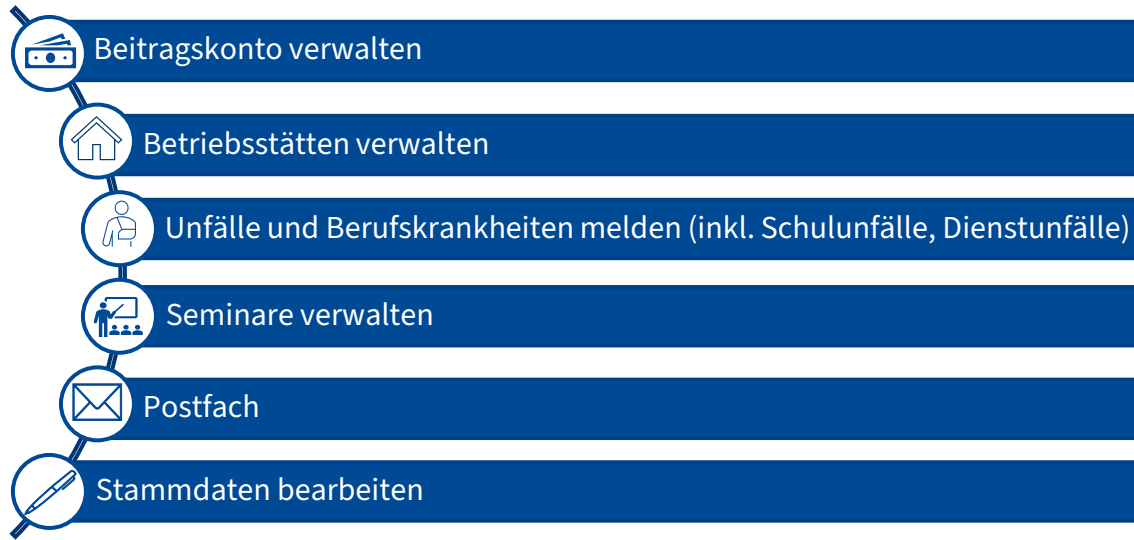 Beitragskonto verwalten
Betriebsstätten verwalten
Unfälle und Berufskrankheiten melden (inkl. Schulunfälle, Dienstunfälle)
Seminare verwalten
Postfach
Stammdaten bearbeiten